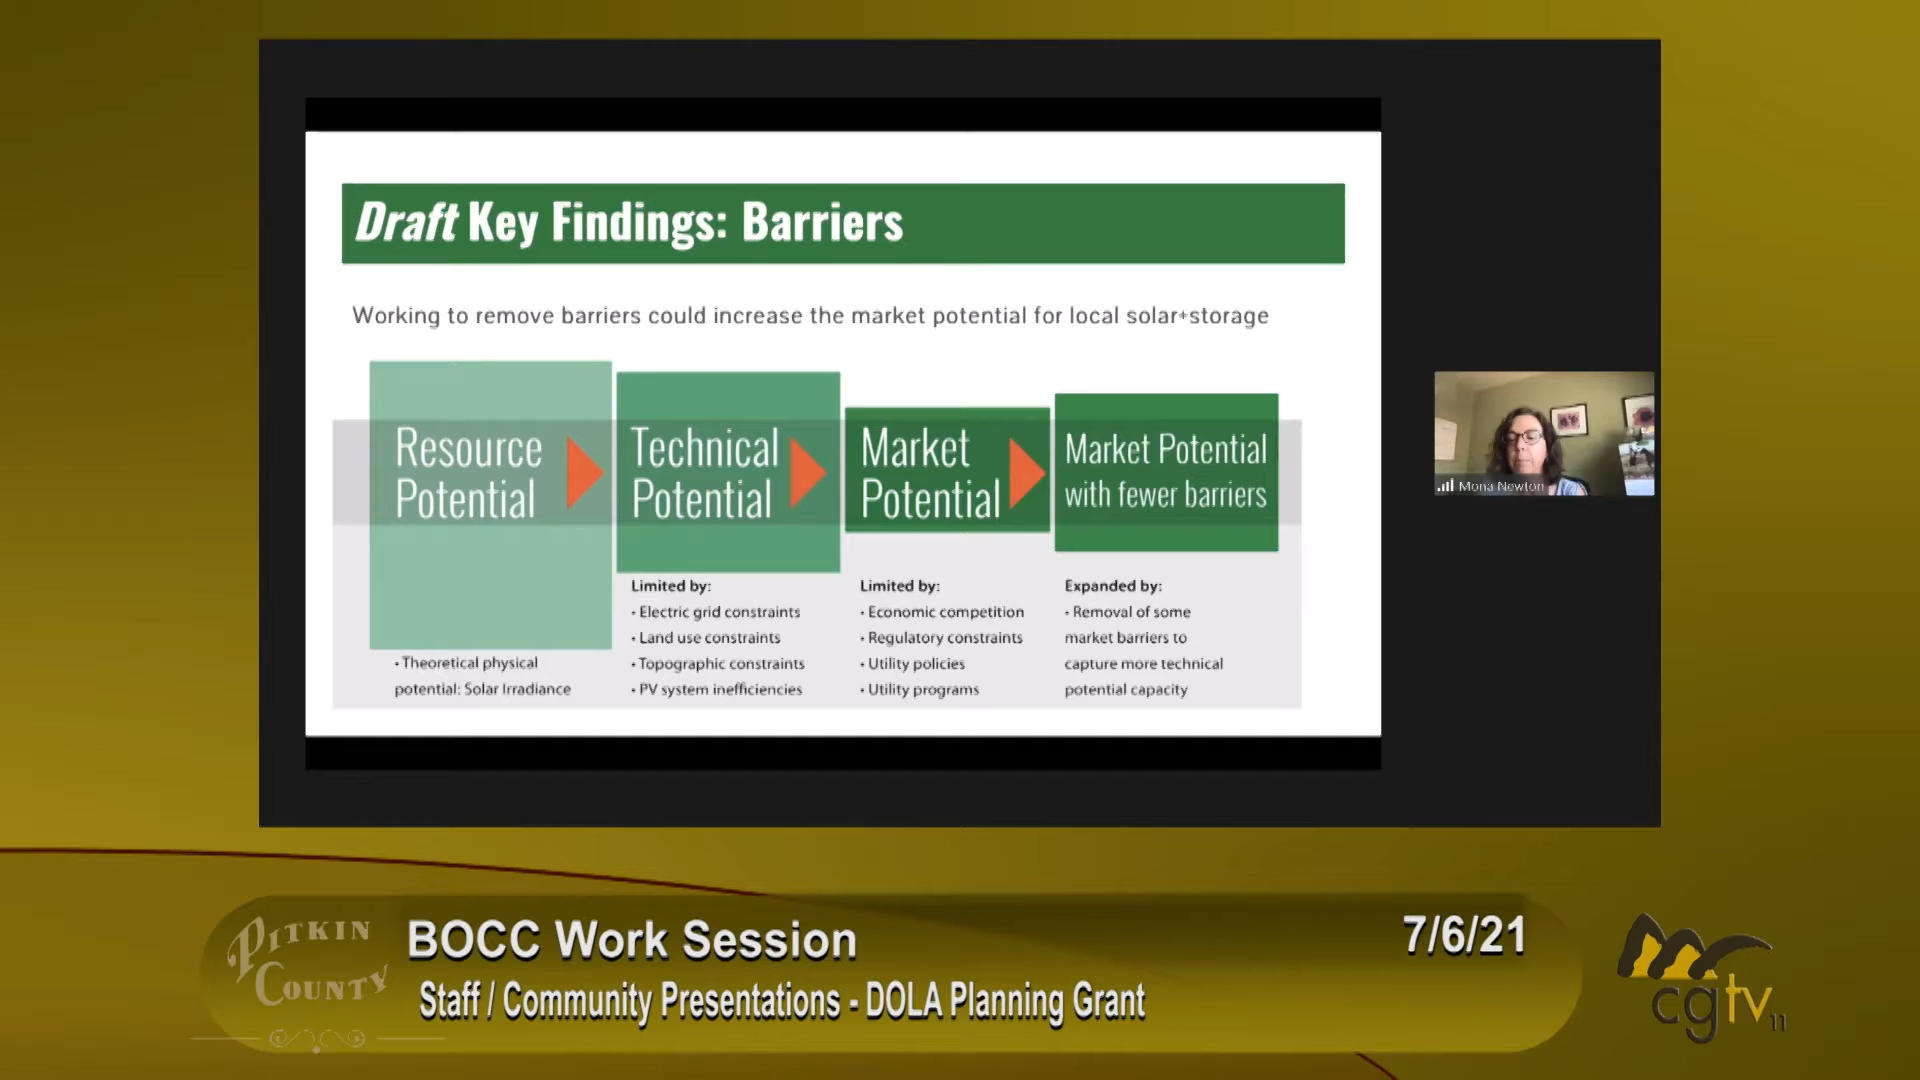 Draft Key Findings: Barriers
Working to remove barriers could increase the market potential for local solar+storage
Resource
Potential
• Theoretical physical
potential: Solar Irradiance
Technical
Potential
Limited by:
• Electric grid constraints
• Land use constraints
• Topographic constraints
• PV system inefficiencies
Market
Potential
Limited by:
• Economic competition
• Regulatory constraints
• Utility policies
• Utility programs
Market Potential
with fewer barriers
Expanded by:
• Removal of some
market barriers to
capture more technical
potential capacity
Mona Newton
PITKIN
COUNTY
BOCC Work Session
7/6/21
Staff / Community Presentations - DOLA Planning Grant
cgtv11